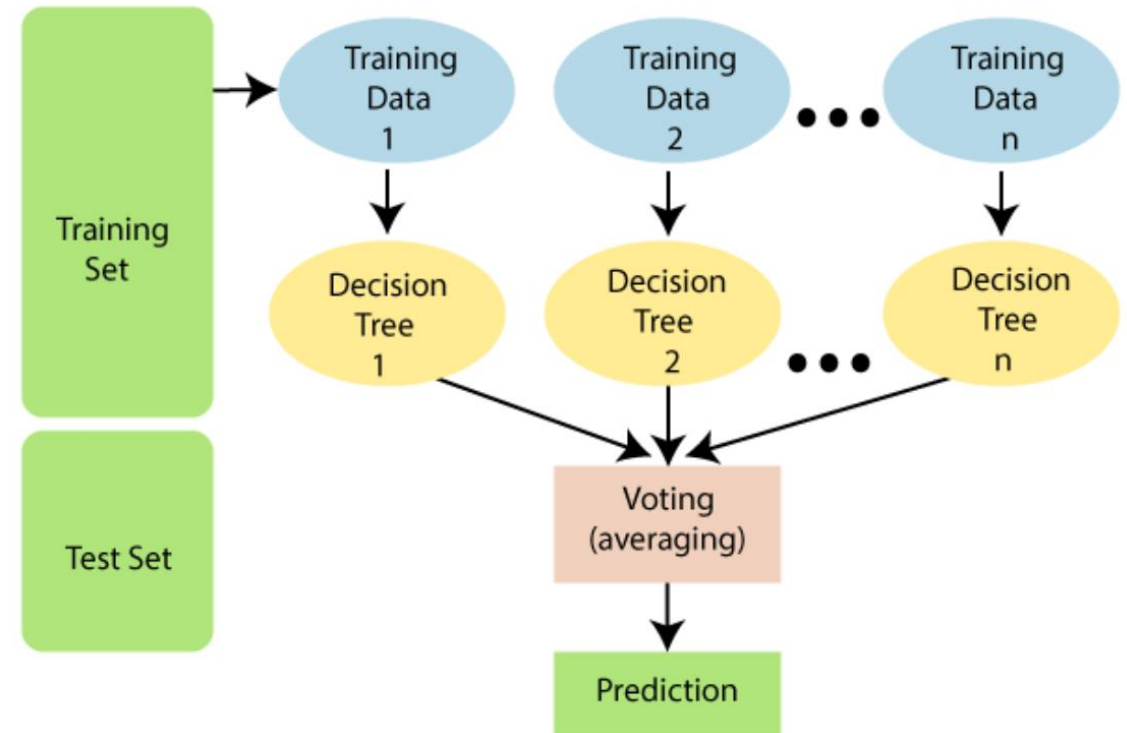 Training
Data
1
Training
Data
2
Training
Data
n
Training
Set
Decision
Tree
1
Decision
Tree
2
Decision
Tree
n
Voting
(averaging)
Test Set
Prediction